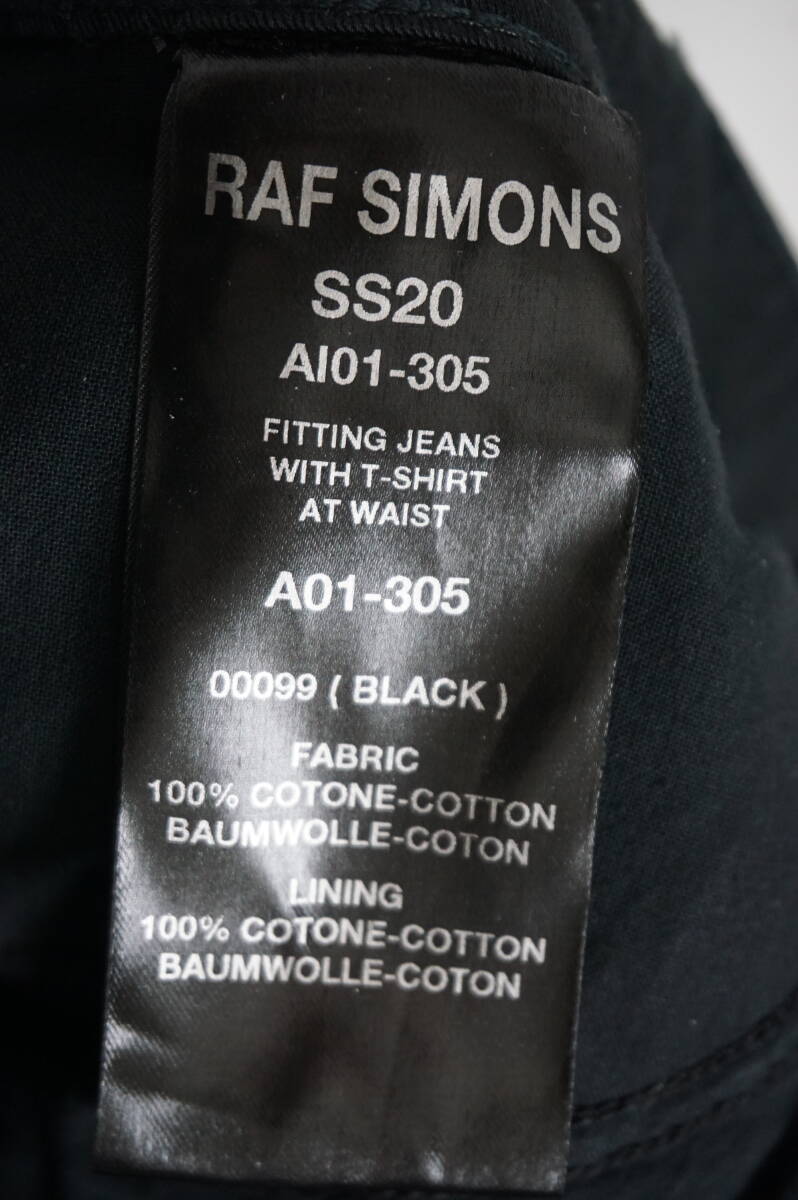 RAF SIMONS
SS20
AI01-305
FITTING JEANS
WITH T-SHIRT
AT WAIST
A01-305
00099 ( BLACK )
FABRIC
100% COTONE-COTTON
BAUMWOLLE-COTON
LINING
100% COTONE-COTTON
BAUMWOLLE-COTON